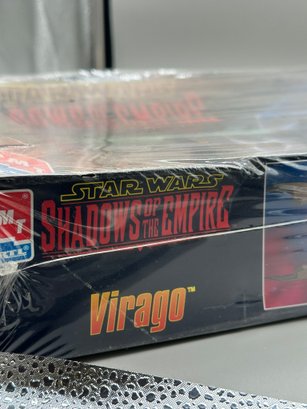 STAR WARS
SHADOWS OF THE EMPIRE
Virago™